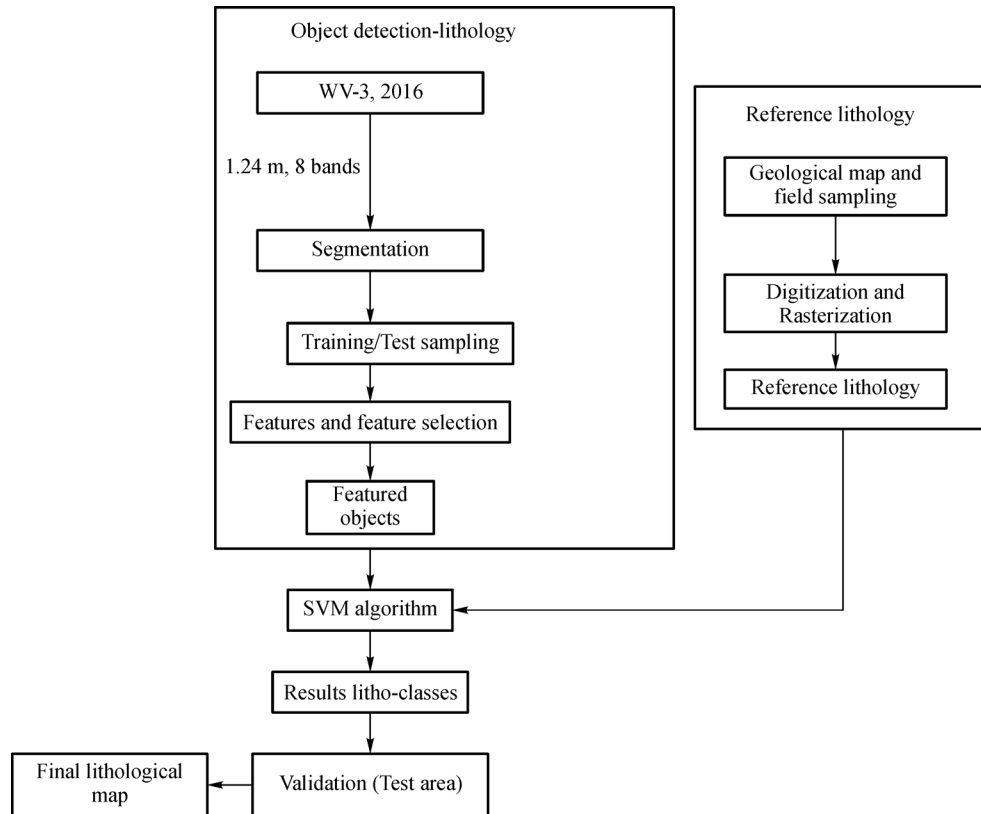 Object detection-lithology
WV-3, 2016
1.24 m, 8 bands
Segmentation
Training/Test sampling
Features and feature selection
Featured
objects
Reference lithology
Geological map and
field sampling
Digitization and
Rasterization
Reference lithology
SVM algorithm
Results litho-classes
Validation (Test area)
Final lithological
map